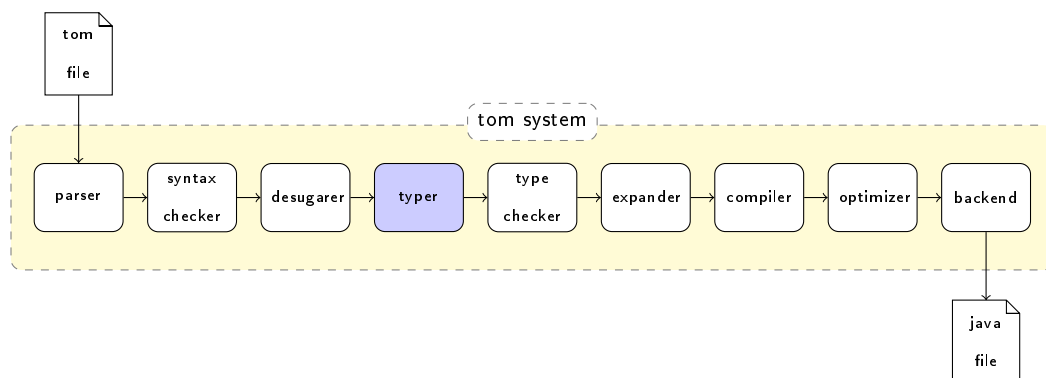 tom
file
tom system
parser
syntax
checker
desugarer
typer
type
checker
expander
compiler
optimizer
backend
java
file